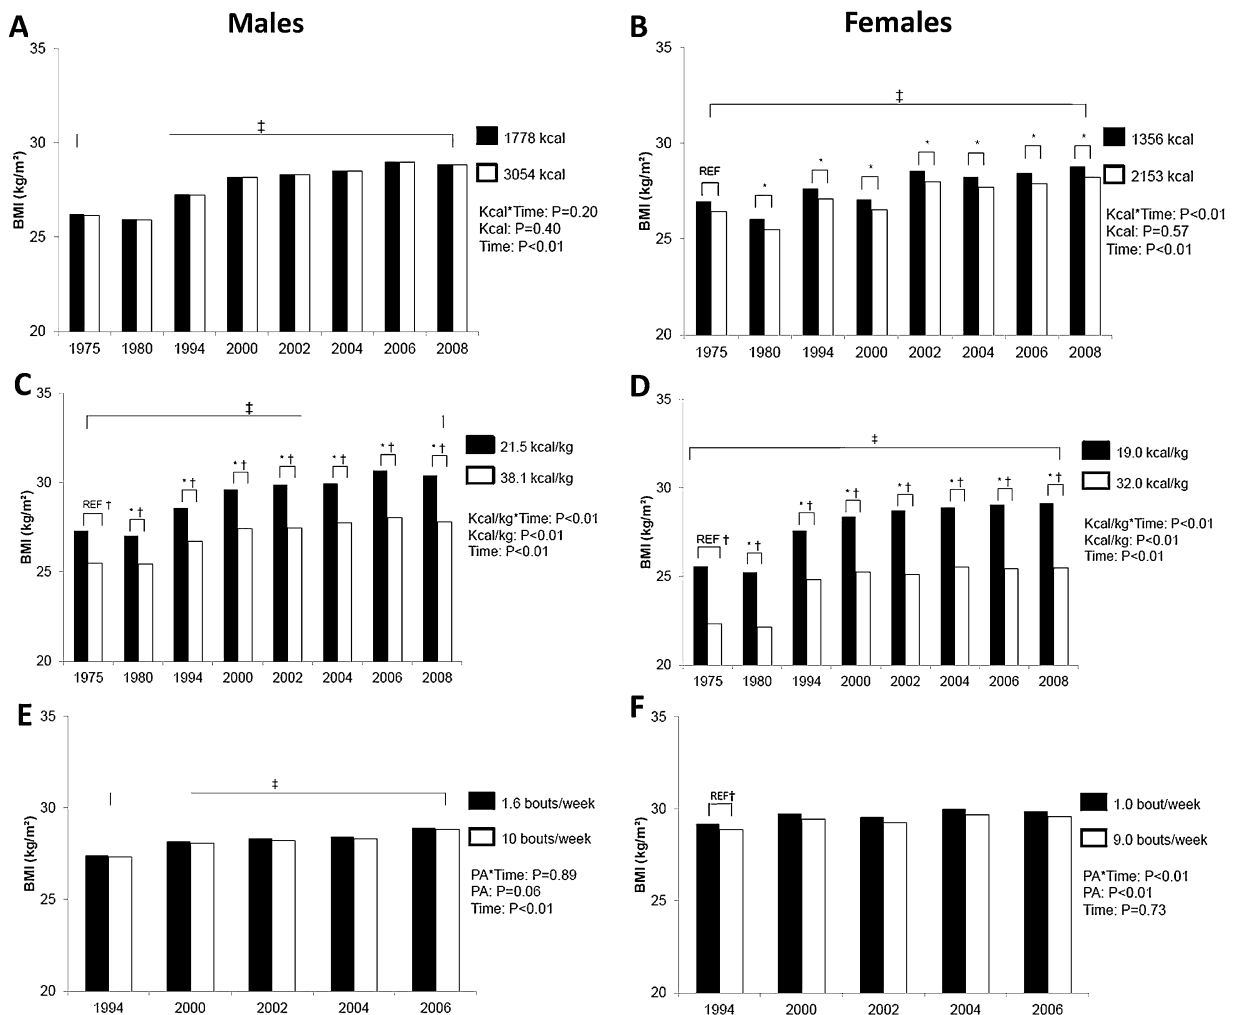 A
Males
35
30
25
20
BMI (kg/m²)
‡
1778 kcal
3054 kcal
Kcal*Time: P=0.20
Kcal: P=0.40
Time: P<0.01
1975 1980 1994 2000 2002 2004 2006 2008
B
Females
35
30
25
20
BMI (kg/m²)
‡
REF * * * * * * *
1356 kcal
2153 kcal
Kcal*Time: P<0.01
Kcal: P=0.57
Time: P<0.01
1975 1980 1994 2000 2002 2004 2006 2008
C
35
30
25
20
BMI (kg/m²)
‡
REF † * † * † * † * † * † * † * †
21.5 kcal/kg
38.1 kcal/kg
Kcal/kg*Time: P<0.01
Kcal/kg: P<0.01
Time: P<0.01
1975 1980 1994 2000 2002 2004 2006 2008
D
35
30
25
20
BMI (kg/m²)
‡
REF † * † * † * † * † * † * † * †
19.0 kcal/kg
32.0 kcal/kg
Kcal/kg*Time: P<0.01
Kcal/kg: P<0.01
Time: P<0.01
1975 1980 1994 2000 2002 2004 2006 2008
E
35
30
25
20
BMI (kg/m²)
‡
1.6 bouts/week
10 bouts/week
PA*Time: P=0.89
PA: P=0.06
Time: P<0.01
1994 2000 2002 2004 2006
F
35
30
25
20
BMI (kg/m²)
REF†
1.0 bout/week
9.0 bouts/week
PA*Time: P<0.01
PA: P<0.01
Time: P=0.73
1994 2000 2002 2004 2006